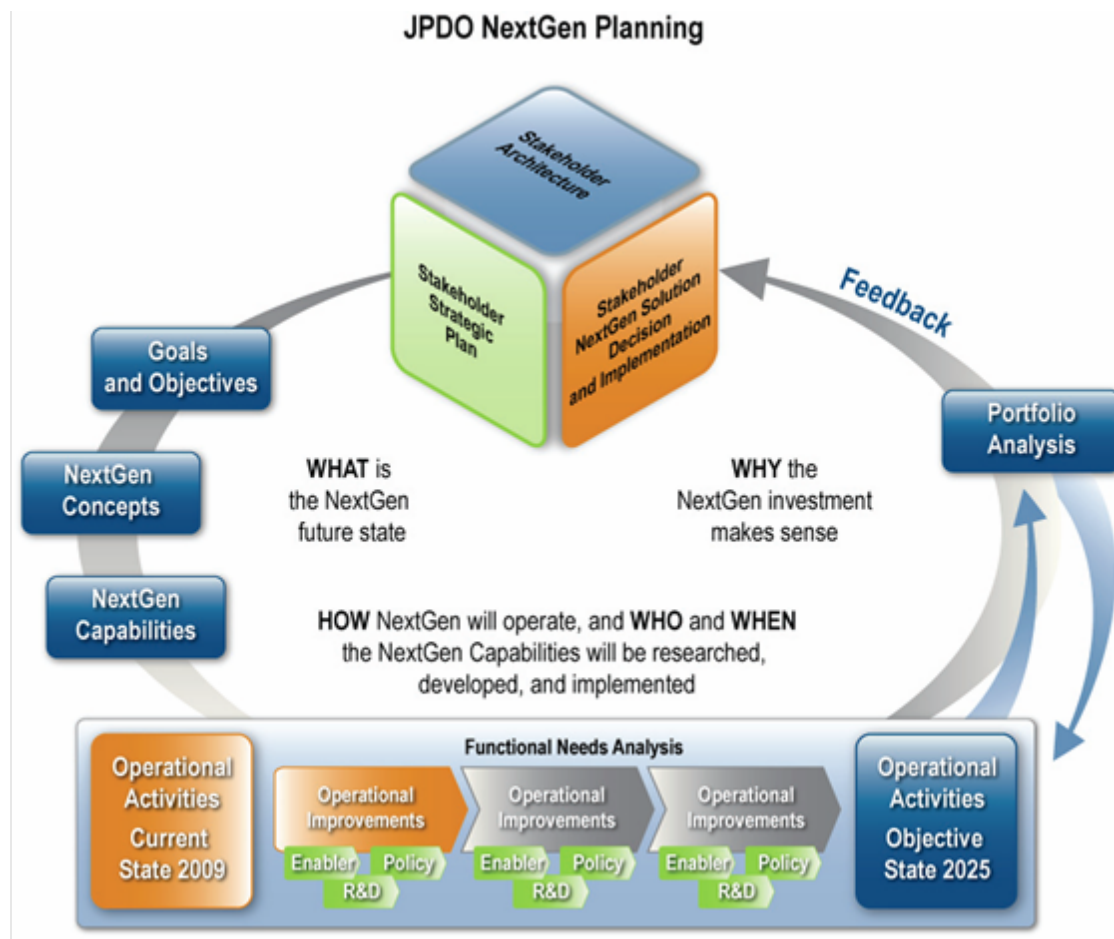 JPDO NextGen Planning
Stakeholder
Architecture
Stakeholder
Strategic
Plan
Stakeholder
NextGen Solution
Decision
and Implementation
Feedback
Goals
and Objectives
Portfolio
Analysis
NextGen
Concepts
WHAT is
the NextGen
future state
WHY the
NextGen investment
makes sense
NextGen
Capabilities
HOW NextGen will operate, and WHO and WHEN
the NextGen Capabilities will be researched,
developed, and implemented
Functional Needs Analysis
Operational
Activities
Current
State 2009
Operational
Improvements
Enabler
Policy
R&D
Operational
Improvements
Enabler
Policy
R&D
Operational
Improvements
Enabler
Policy
R&D
Operational
Activities
Objective
State 2025